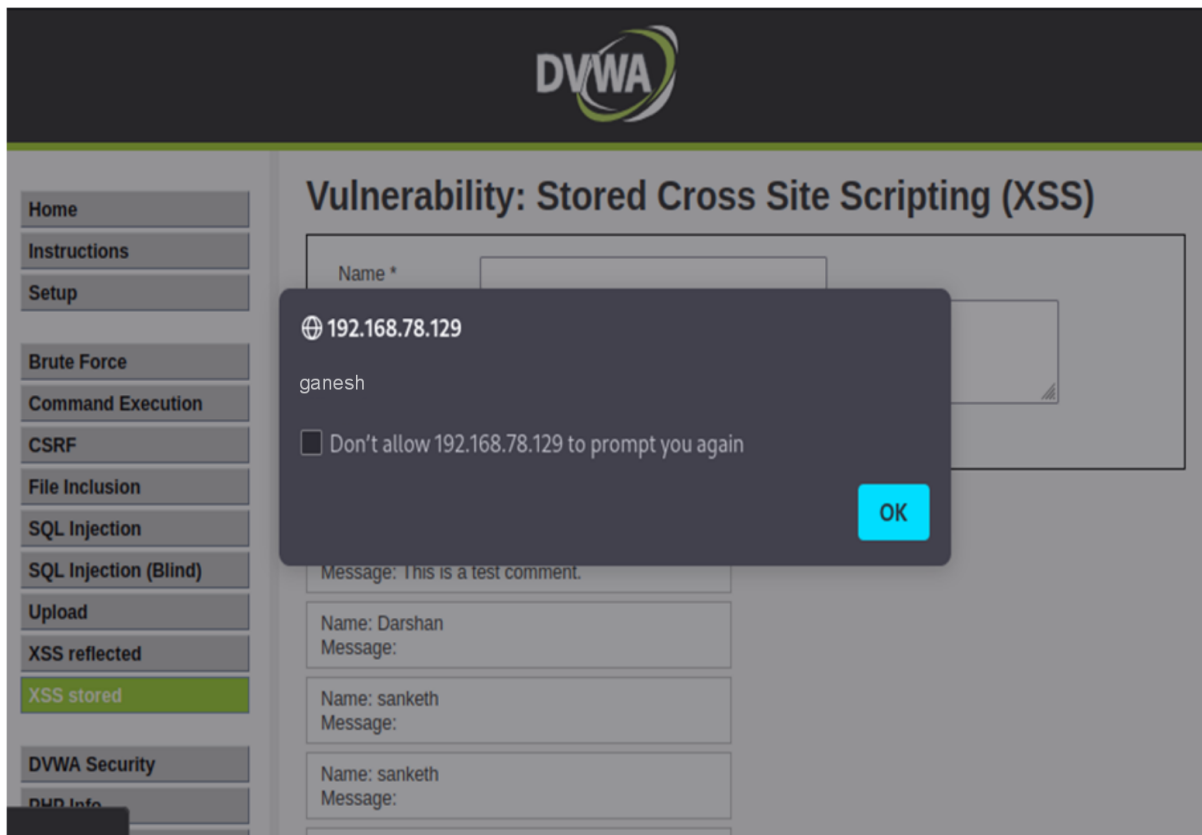 DVWA
Home
Instructions
Setup
Brute Force
Command Execution
CSRF
File Inclusion
SQL Injection
SQL Injection (Blind)
Upload
XSS reflected
XSS stored
DVWA Security
PHP Info
Vulnerability: Stored Cross Site Scripting (XSS)
Name *
192.168.78.129
ganesh
Don't allow 192.168.78.129 to prompt you again
OK
Message: This is a test comment.
Name: Darshan
Message:
Name: sanketh
Message:
Name: sanketh
Message: